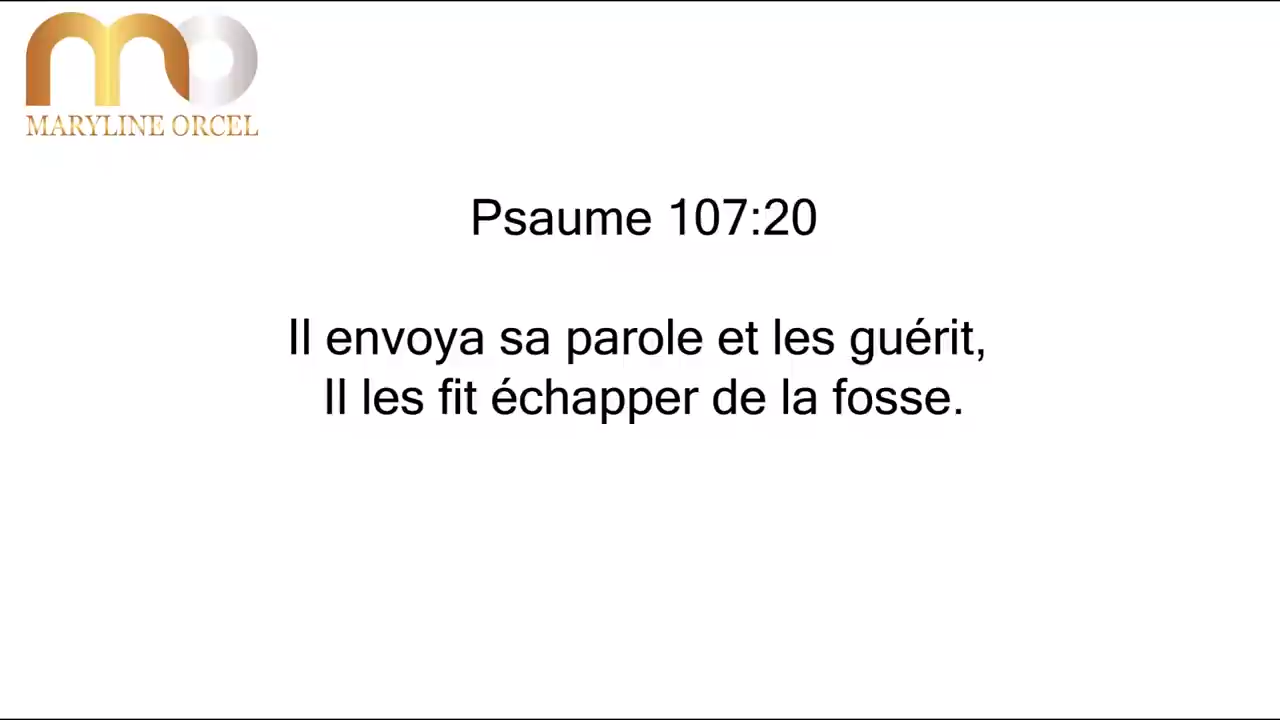 mo
MARYLINE ORCEL
Psaume 107:20
Il envoya sa parole et les guérit,
Il les fit échapper de la fosse.